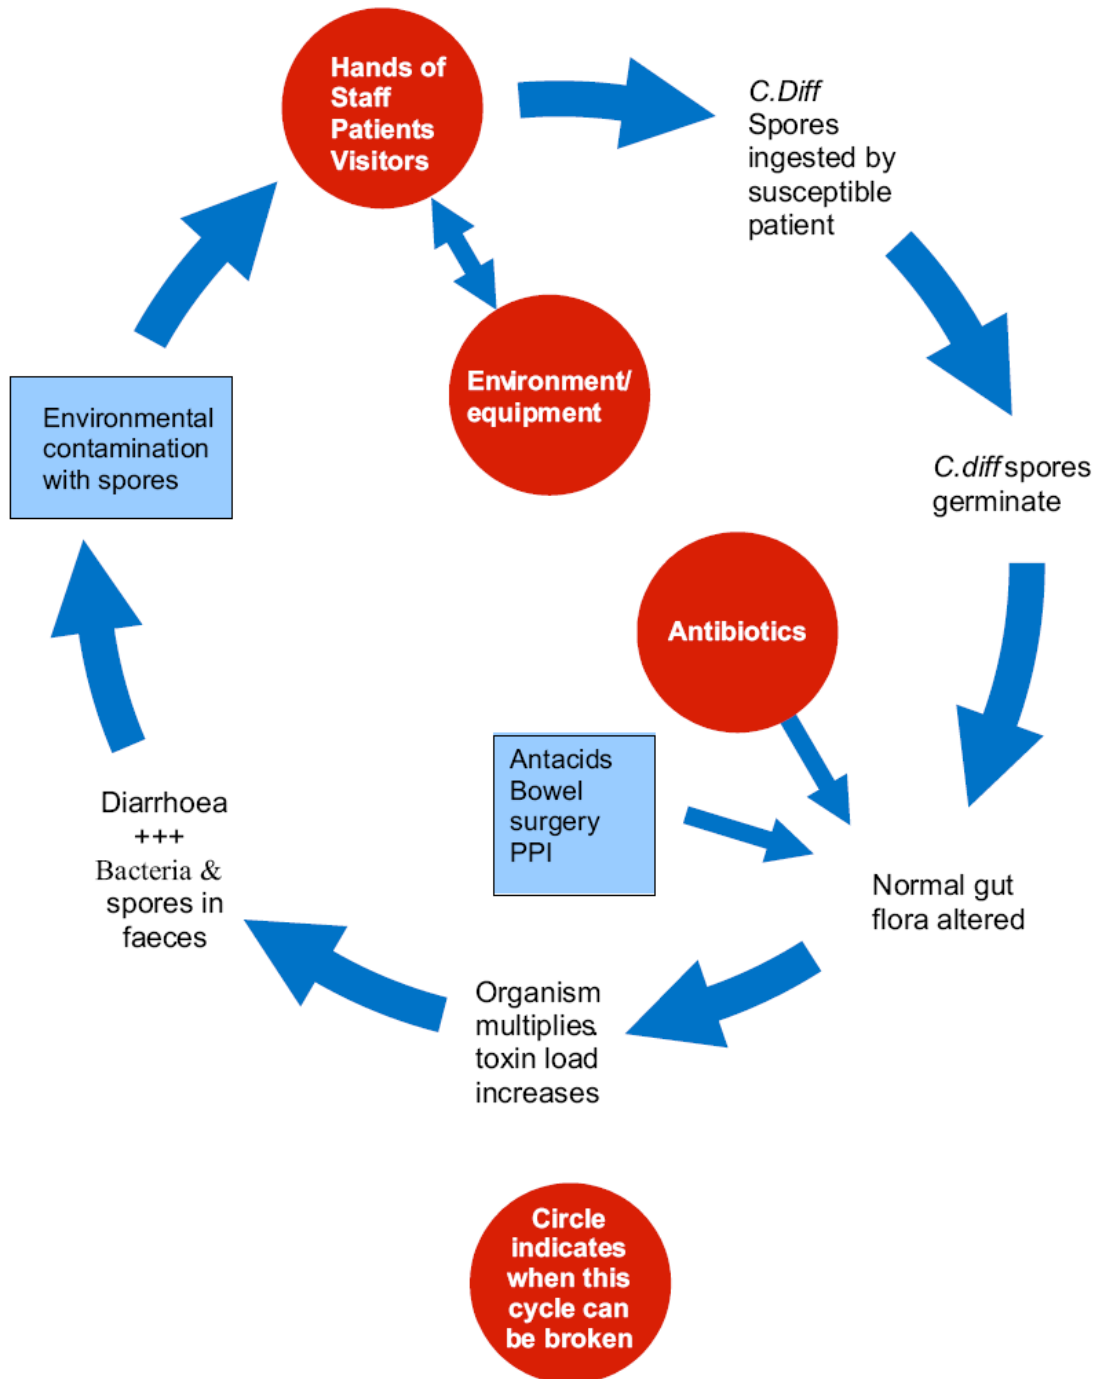 Hands of
Staff
Patients
Visitors
C.Diff
Spores
ingested by
susceptible
patient
Environment/
equipment
Environmental
contamination
with spores
C.diff spores
germinate
Antibiotics
Antacids
Bowel
surgery
PPI
Normal gut
flora altered
Organism
multiplies.
toxin load
increases
Diarrhoea
+++
Bacteria &
spores in
faeces
Circle
indicates
when this
cycle can
be broken